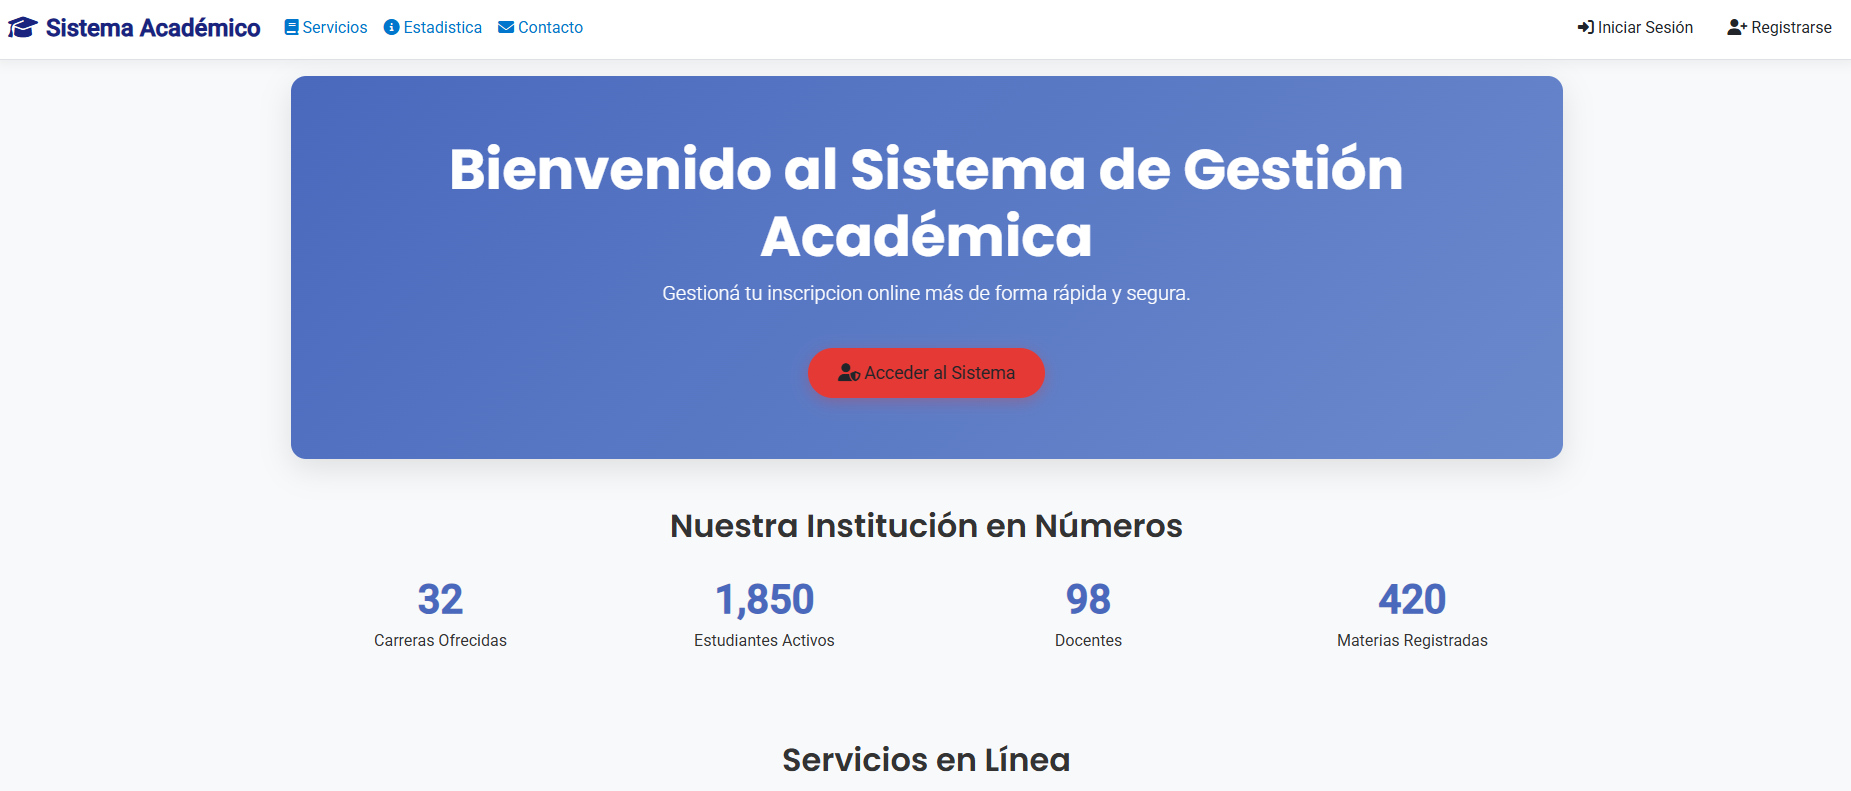 Sistema Académico Servicios Estadistica Contacto Iniciar Sesión Registrarse
Bienvenido al Sistema de Gestión
Académica
Gestioná tu inscripcion online más de forma rápida y segura.
Acceder al Sistema
Nuestra Institución en Números
32 1,850 98 420
Carreras Ofrecidas Estudiantes Activos Docentes Materias Registradas
Servicios en Línea